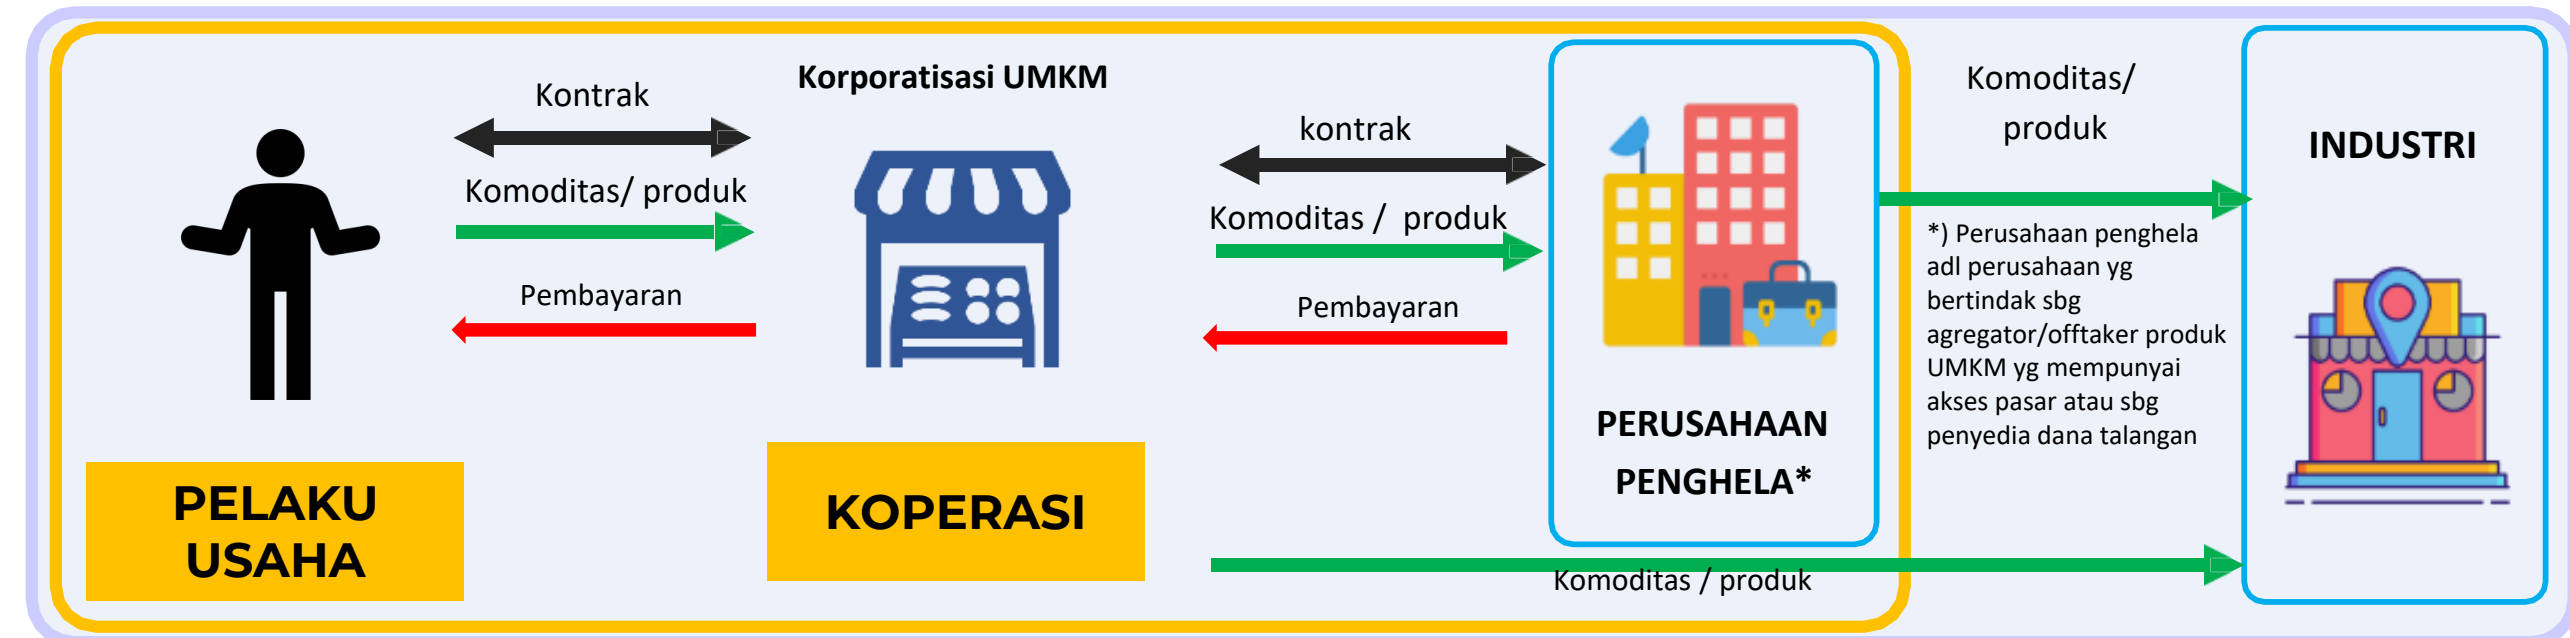 Kontrak
Komoditas/ produk
Pembayaran
PELAKU
USAHA
Korporatisasi UMKM
KOPERASI
kontrak
Komoditas / produk
Pembayaran
PERUSAHAAN
PENGHELA*
Komoditas / produk
Komoditas/
produk
*) Perusahaan penghela
adl perusahaan yg
bertindak sbg
agregator/offtaker produk
UMKM yg mempunyai
akses pasar atau sbg
penyedia dana talangan
INDUSTRI